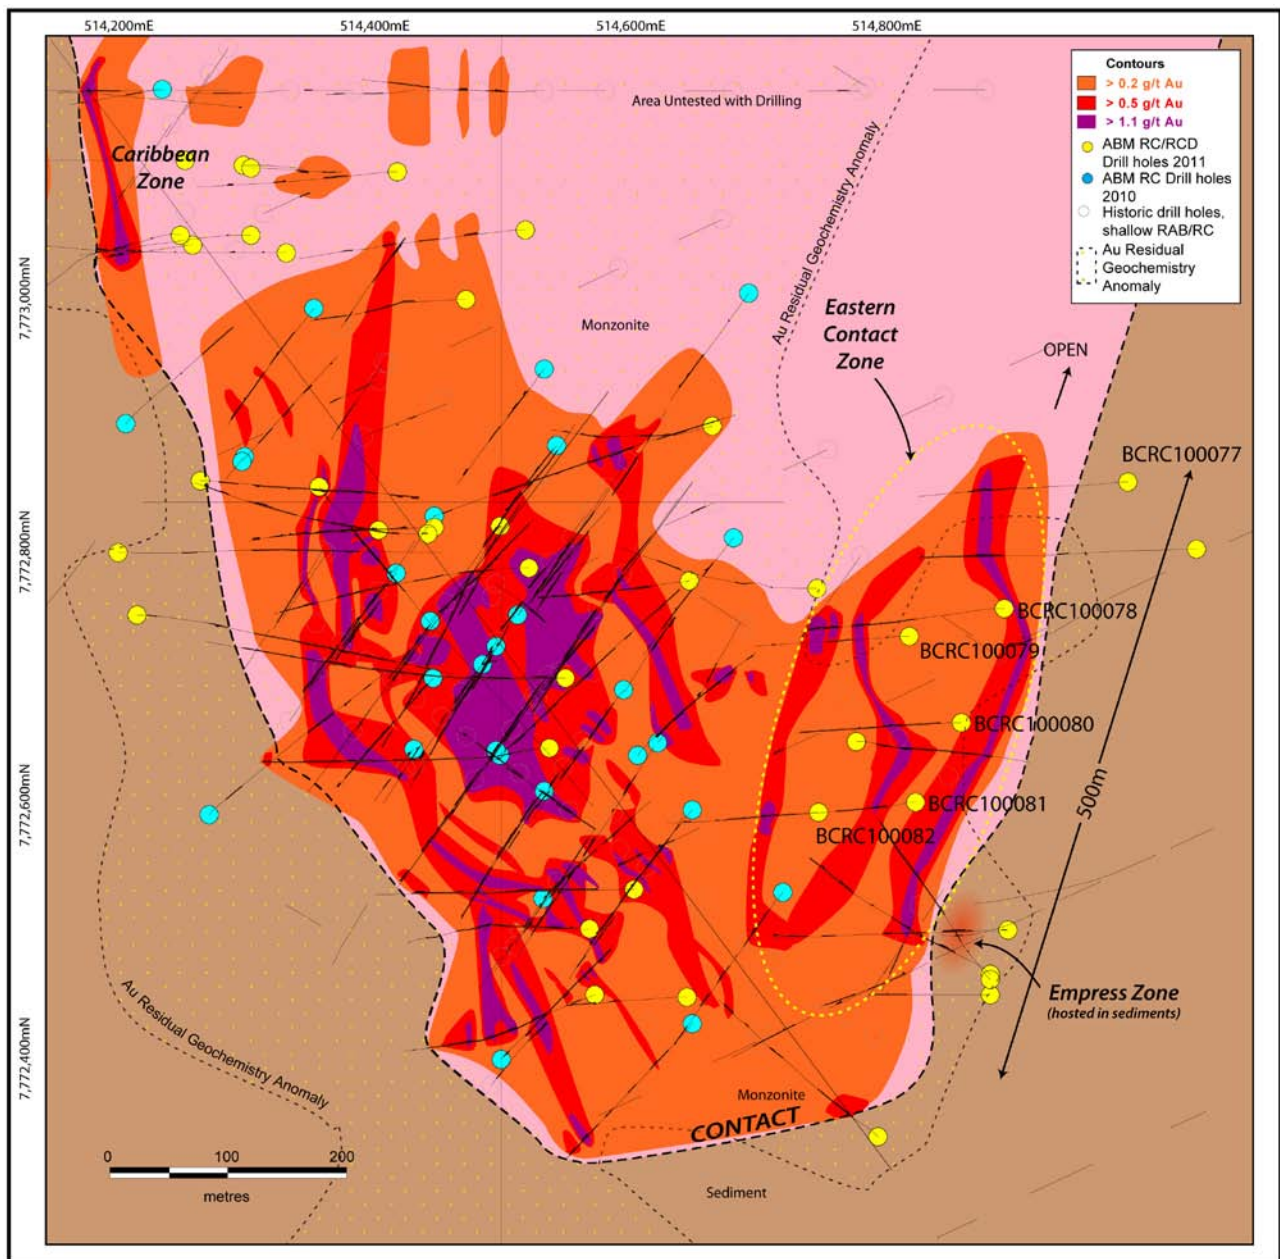 514,200mE
514,400mE
514,600mE
514,800mE
Contours
> 0.2 g/t Au
> 0.5 g/t Au
> 1.1 g/t Au
ABM RC/RCD
Drill holes 2011
ABM RC Drill holes
2010
Historic drill holes,
shallow RAB/RC
Au Residual
Geochemistry
Anomaly
Area Untested with Drilling
Caribbean
Zone
Au Residual Geochemistry Anomaly
7,773,000mN
Monzonite
Eastern
Contact
Zone
OPEN
BCRC100077
7,772,800mN
BCRC100078
BCRC100079
BCRC100080
7,772,600mN
BCRC100081
BCRC100082
500m
Empress Zone
(hosted in sediments)
7,772,400mN
Au Residual Geochemistry Anomaly
Monzonite
CONTACT
0
100
200
metres
Sediment